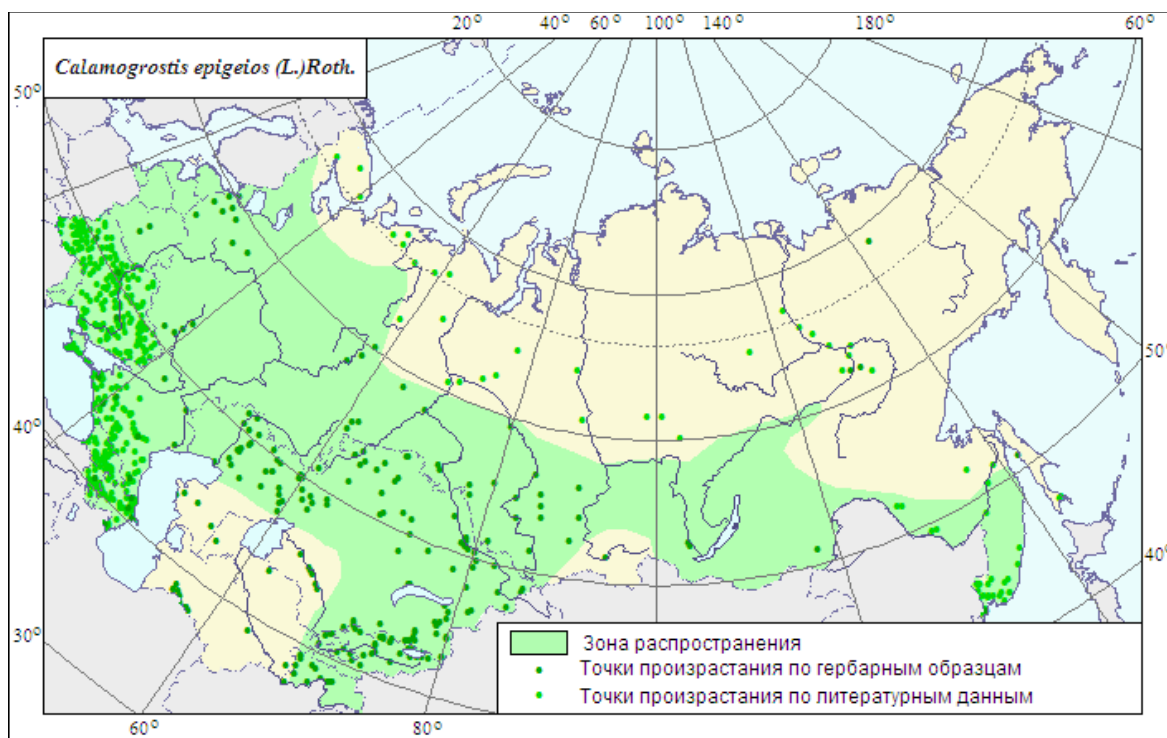 20° 40° 60° 100° 140° 180° 60°
Calamogrostis epigeios (L.)Roth.
50°
40°
30°
50°
40°
60° 80°
Зона распространения
Точки произрастания по гербарным образцам
Точки произрастания по литературным данным